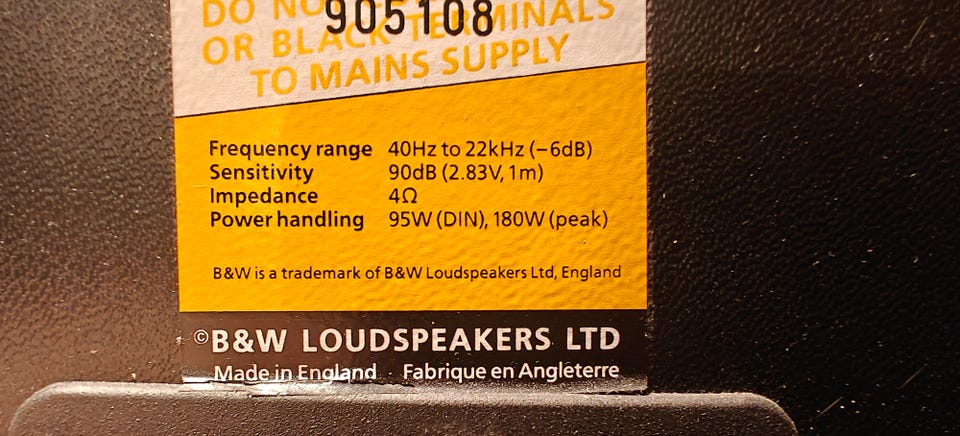 DO NO
905108
TERMINALS
OR BLACK
TO MAINS SUPPLY
Frequency range 40Hz to 22kHz (−6dB)
Sensitivity 90dB (2.83V, 1m)
Impedance 4Ω
Power handling 95W (DIN), 180W (peak)
B&W is a trademark of B&W Loudspeakers Ltd, England
©B&W LOUDSPEAKERS LTD
Made in England Fabrique en Angleterre